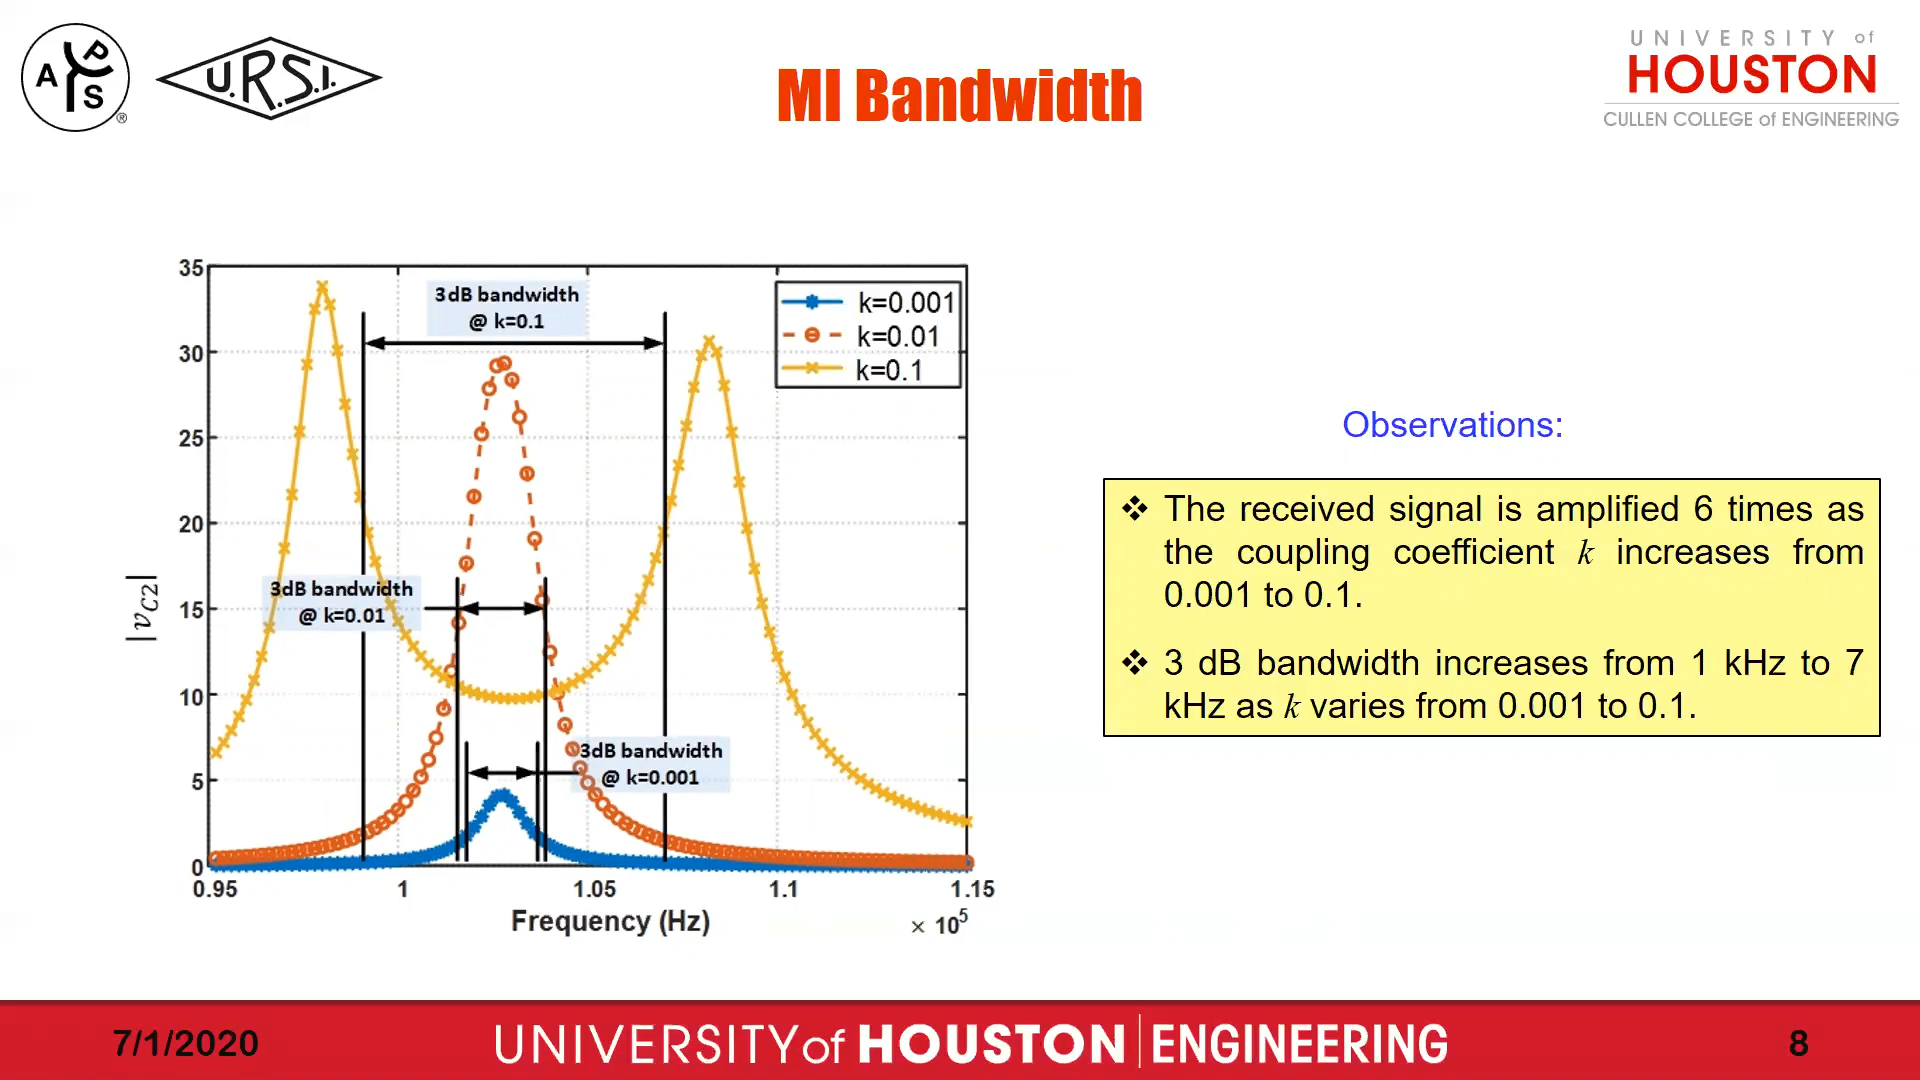 A P S ®
U.R.S.I.
MI Bandwidth
UNIVERSITY of
HOUSTON
CULLEN COLLEGE of ENGINEERING
35
30
25
20
15
10
5
0
|vC2|
3dB bandwidth
@ k=0.1
3dB bandwidth
@ k=0.01
3dB bandwidth
@ k=0.001
k=0.001
k=0.01
k=0.1
0.95 1 1.05 1.1 1.15
Frequency (Hz)
× 10⁵
Observations:
❖ The received signal is amplified 6 times as
the coupling coefficient k increases from
0.001 to 0.1.
❖ 3 dB bandwidth increases from 1 kHz to 7
kHz as k varies from 0.001 to 0.1.
7/1/2020
UNIVERSITY of HOUSTON | ENGINEERING
8